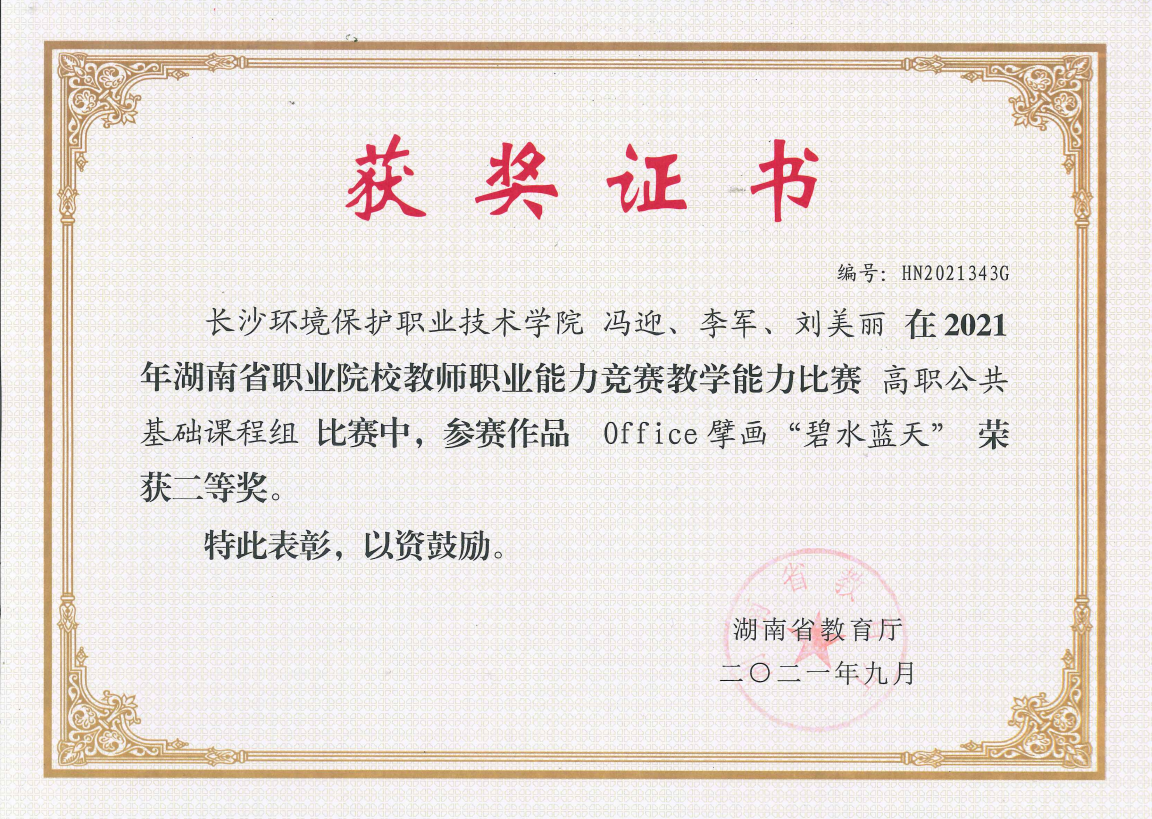 获奖证书
编号：HN2021343G
长沙环境保护职业技术学院 冯迎、李军、刘美丽 在2021
年湖南省职业院校教师职业能力竞赛教学能力比赛 高职公共
基础课程组 比赛中，参赛作品 Office擘画“碧水蓝天” 荣
获二等奖。
特此表彰，以资鼓励。
省教
湖南省教育厅
二〇二一年九月